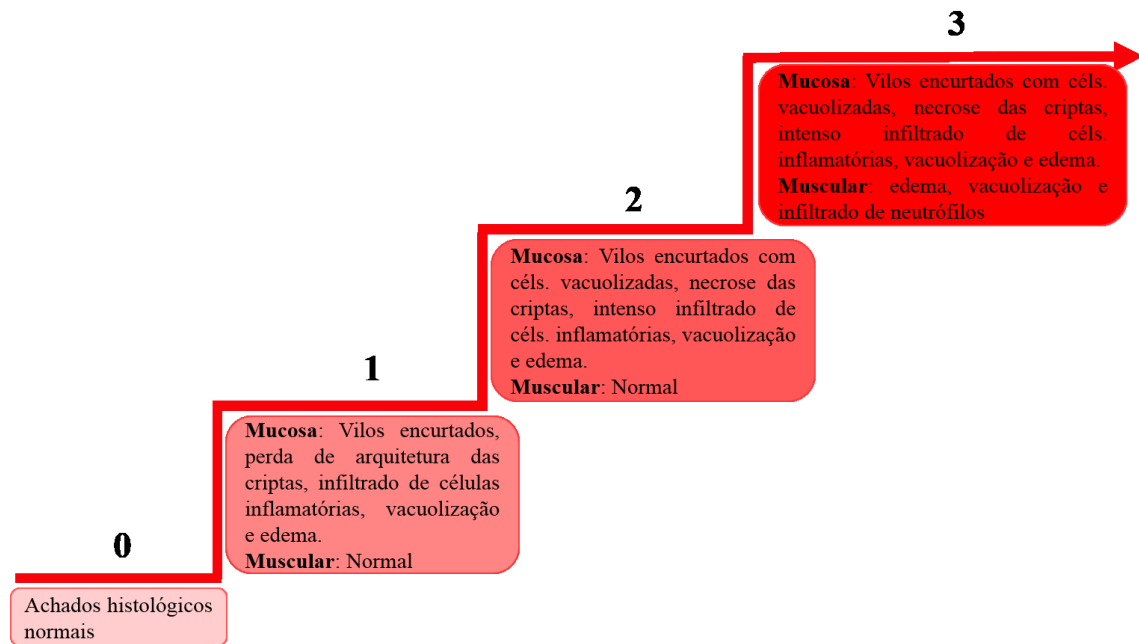 3
Mucosa: Vilos encurtados com céls.
vacuolizadas, necrose das criptas,
intenso infiltrado de céls.
inflamatórias, vacuolização e edema.
Muscular: edema, vacuolização e
infiltrado de neutrófilos
2
Mucosa: Vilos encurtados com
céls. vacuolizadas, necrose das
criptas, intenso infiltrado de
céls. inflamatórias, vacuolização
e edema.
Muscular: Normal
1
Mucosa: Vilos encurtados,
perda de arquitetura das
criptas, infiltrado de células
inflamatórias, vacuolização
e edema.
Muscular: Normal
0
Achados histológicos
normais